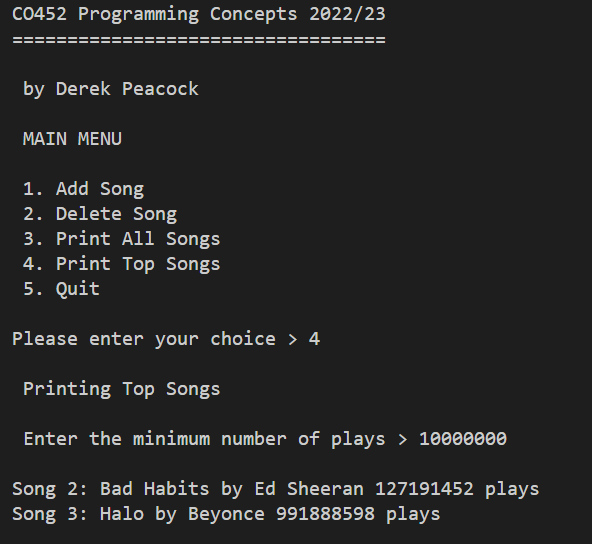 CO452 Programming Concepts 2022/23
==================================
by Derek Peacock
MAIN MENU
1. Add Song
2. Delete Song
3. Print All Songs
4. Print Top Songs
5. Quit
Please enter your choice > 4
Printing Top Songs
Enter the minimum number of plays > 10000000
Song 2: Bad Habits by Ed Sheeran 127191452 plays
Song 3: Halo by Beyonce 991888598 plays